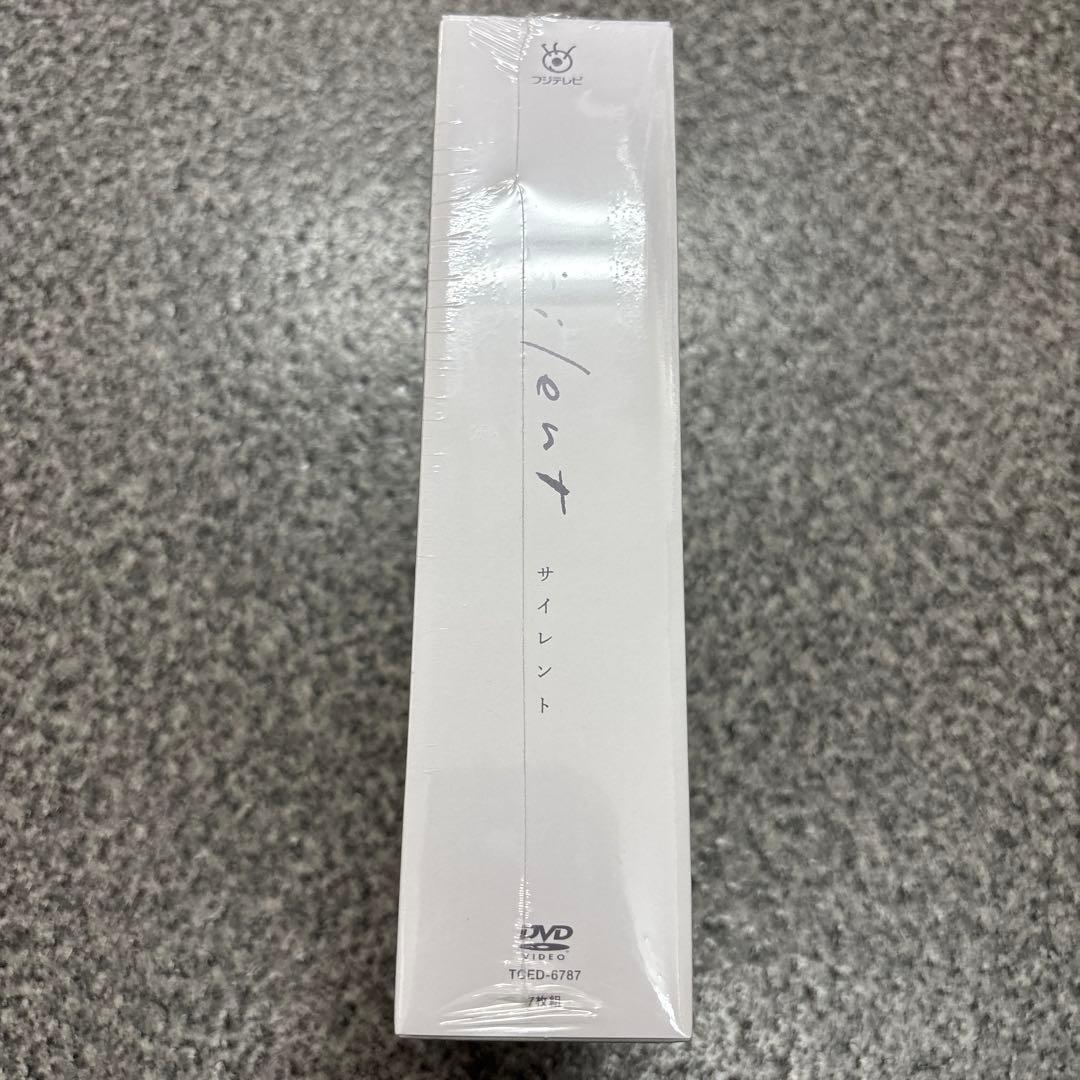 フジテレビ
silent
サイレント
DVD
VIDEO
TCED-6787
7枚組